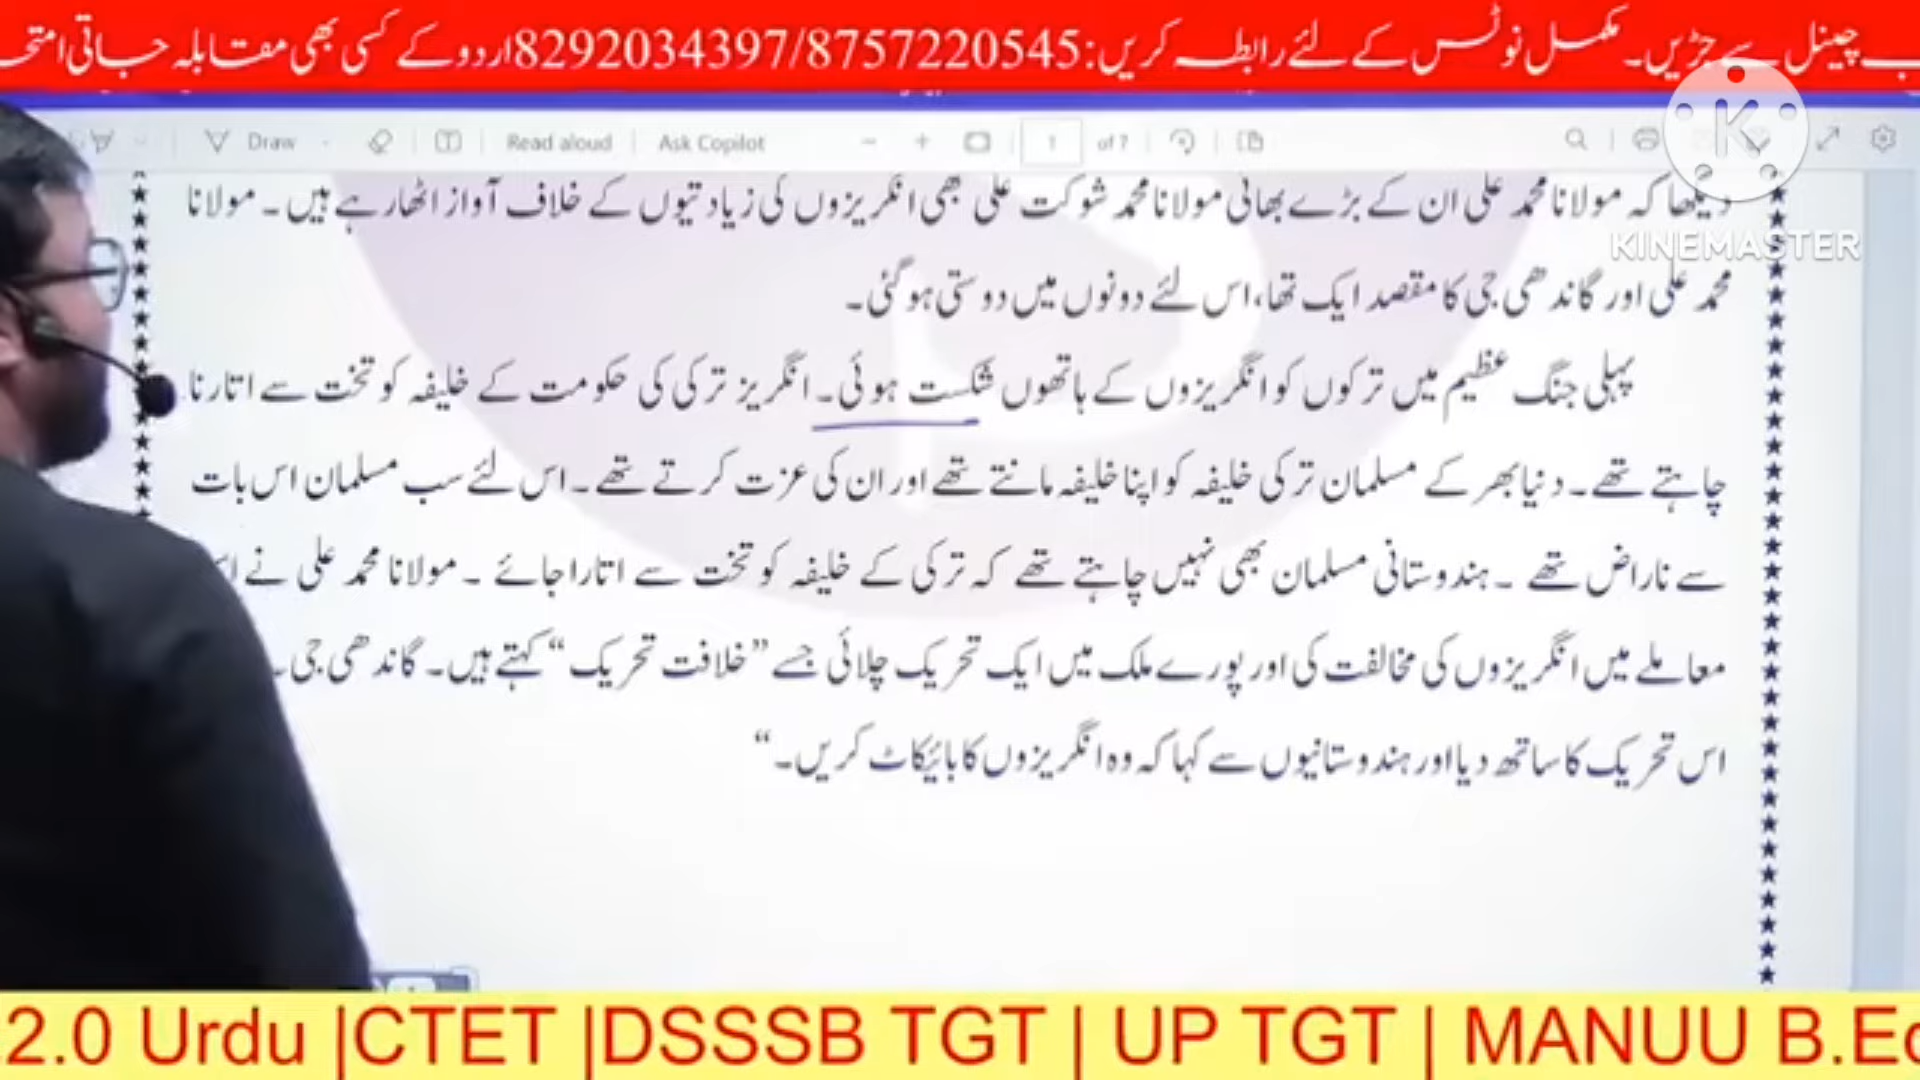 چینل سے جڑیں۔ مکمل نوٹس کے لئے رابطہ کریں:8292034397/8757220545اردو کے کسی بھی مقابلہ جاتی
Draw Read aloud Ask Copilot 1 of 7
KINEMASTER
دیکھا کہ مولانا محمد علی ان کے بڑے بھائی مولانا محمد شوکت علی بھی انگریزوں کی زیادتیوں کے خلاف آواز اٹھا رہے ہیں۔ مولانا
محمد علی اور گاندھی جی کا مقصد ایک تھا، اس لئے دونوں میں دوستی ہوگئی۔
پہلی جنگ عظیم میں ترکوں کو انگریزوں کے ہاتھوں شکست ہوئی۔ انگریز ترکی کی حکومت کے خلیفہ کو تخت سے اتارنا
چاہتے تھے۔ دنیا بھر کے مسلمان ترکی خلیفہ کو اپنا خلیفہ مانتے تھے اور ان کی عزت کرتے تھے۔ اس لئے سب مسلمان اس بات
سے ناراض تھے ۔ ہندوستانی مسلمان بھی نہیں چاہتے تھے کہ ترکی کے خلیفہ کو تخت سے اتارا جائے ۔ مولانا محمد علی نے
معاملے میں انگریزوں کی مخالفت کی اور پورے ملک میں ایک تحریک چلائی جسے ”خلافت تحریک“ کہتے ہیں۔ گاندھی جی
اس تحریک کا ساتھ دیا اور ہندوستانیوں سے کہا کہ وہ انگریزوں کا بائیکاٹ کریں۔“
2.0 Urdu |CTET |DSSSB TGT | UP TGT | MANUU B.Ed